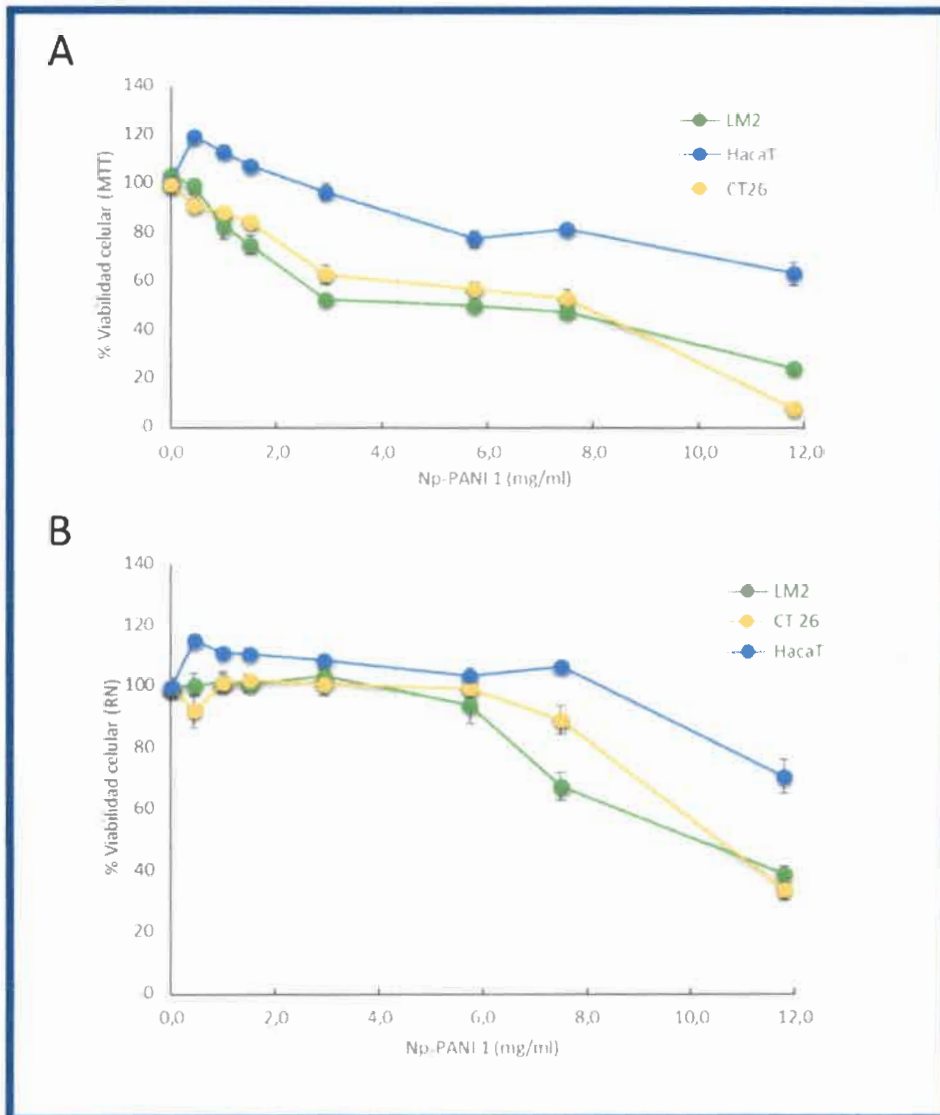 A
140
120
100
80
60
40
20
0
% Viabilidad celular (MTT)
LM2
HacaT
CT26
0,0 2,0 4,0 6,0 8,0 10,0 12,0
Np-PANI 1 (mg/ml)
B
140
120
100
80
60
40
20
0
% Viabilidad celular (RN)
LM2
CT 26
HacaT
0,0 2,0 4,0 6,0 8,0 10,0 12,0
Np-PANI 1 (mg/ml)